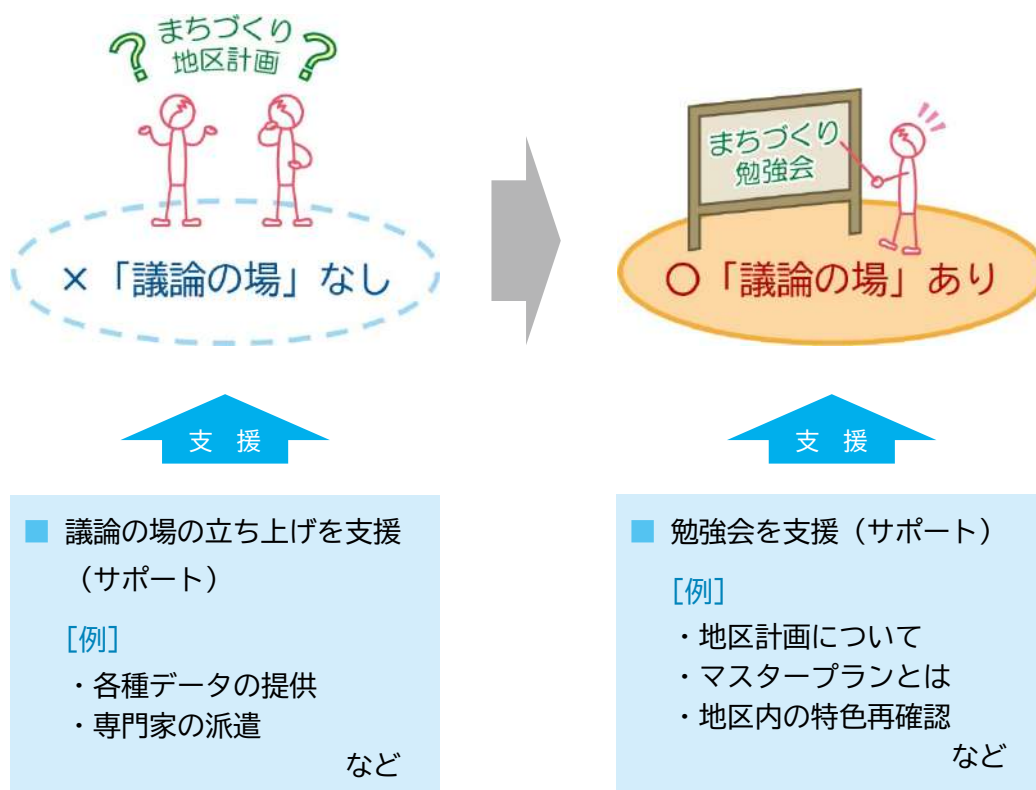 ？まちづくり？
地区計画
×「議論の場」なし
まちづくり
勉強会
〇「議論の場」あり
支　援
■ 議論の場の立ち上げを支援
（サポート）
［例］
・各種データの提供
・専門家の派遣
など
支　援
■ 勉強会を支援（サポート）
［例］
・地区計画について
・マスタープランとは
・地区内の特色再確認
など